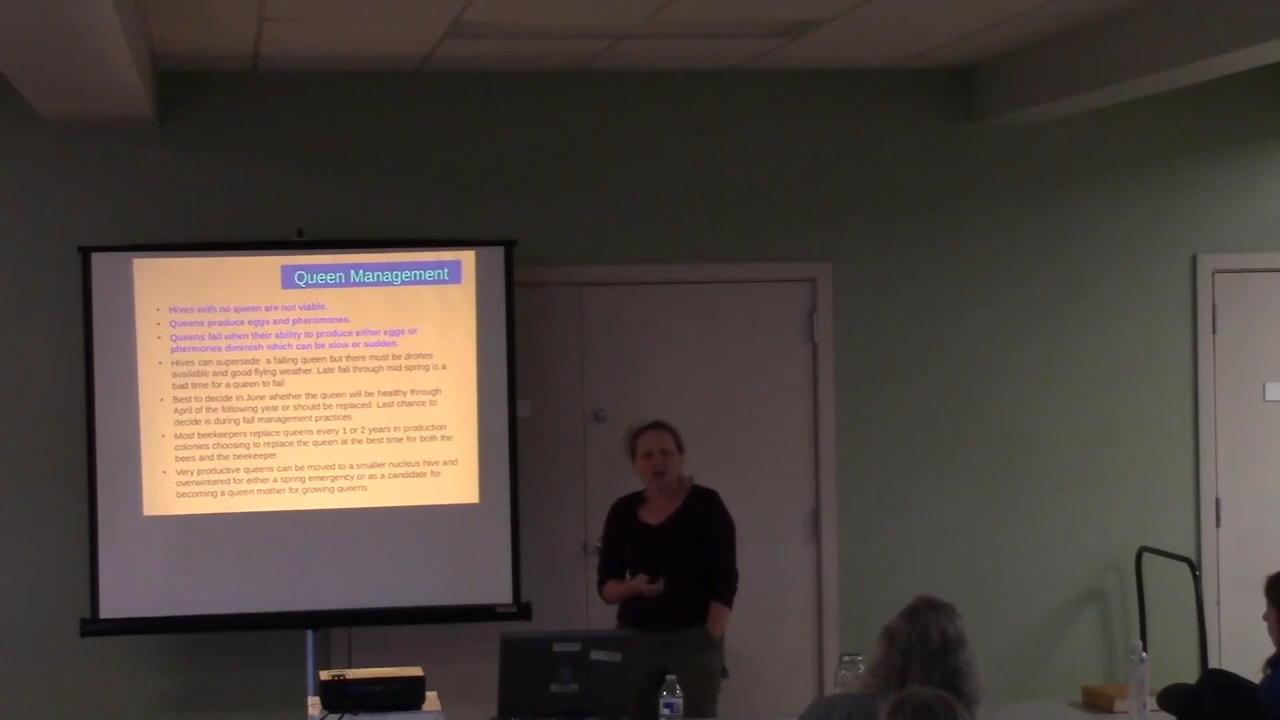 Queen Management
• Hives with no queen are not viable.
• Queens produce eggs and pheromones.
• Queens fail when their ability to produce either eggs or
phermones diminish which can be slow or sudden.
• Hives can supersede a failing queen but there must be drones
available and good flying weather. Late fall through mid spring is a
bad time for a queen to fail
• Best to decide in June whether the queen will be healthy through
April of the following year or should be replaced. Last chance to
decide is during fall management practices.
• Most beekeepers replace queens every 1 or 2 years in production
colonies choosing to replace the queen at the best time for both the
bees and the beekeeper
• Very productive queens can be moved to a smaller nucleus hive and
overwintered for either a spring emergency or as a candidate for
becoming a queen mother for growing queens.